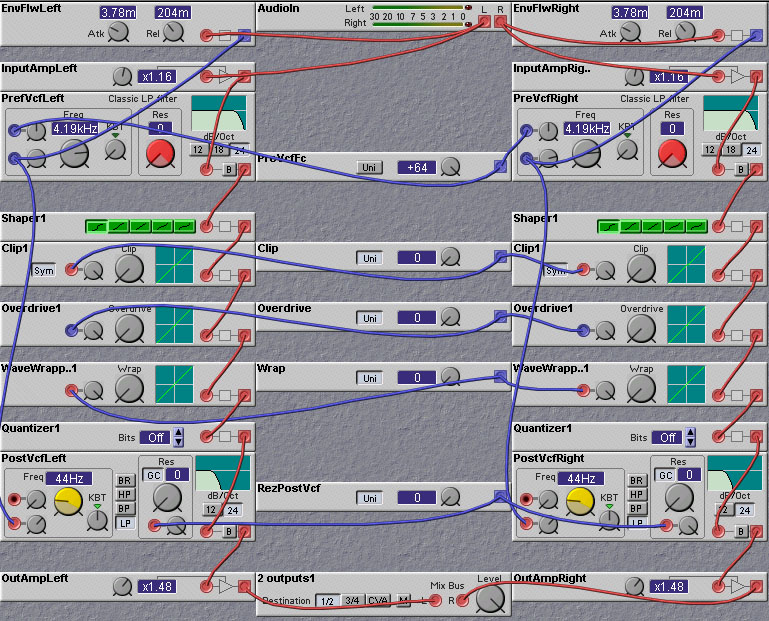 EnvFlwLeft 3.78m 204m
Atk Rel
AudioIn Left L R
30 20 10 7 5 3 2 1 0
Right
EnvFlwRight 3.78m 204m
Atk Rel
InputAmpLeft x1.16
InputAmpRig.. x1.16
PrefVcfLeft Classic LP filter
Freq Res
4.19kHz KBT 0
dB/Oct
12 18 24
B
PreVcfFc Uni +64
PreVcfRight Classic LP filter
Freq Res
4.19kHz KBT 0
dB/Oct
12 18 24
B
Shaper1
Shaper1
Clip1 Clip
Sym
Clip Uni 0
Clip1 Clip
Sym
Overdrive1 Overdrive
Overdrive Uni 0
Overdrive1 Overdrive
WaveWrapp..1 Wrap
Wrap Uni 0
WaveWrapp..1 Wrap
Quantizer1
Bits Off
Quantizer1
Bits Off
PostVcfLeft
Freq 44Hz Res
GC 0
BR
HP
BP
LP
KBT
dB/Oct
12 24
B
RezPostVcf Uni 0
PostVcfRight
Freq 44Hz Res
GC 0
BR
HP
BP
LP
KBT
dB/Oct
12 24
B
OutAmpLeft x1.48
2 outputs1 Mix Bus Level
Destination 1/2 3/4 CVA M L R
OutAmpRight x1.48